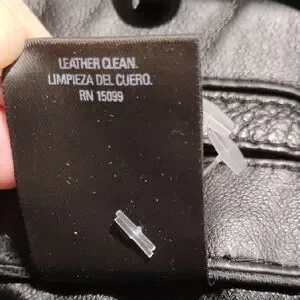 LEATHER CLEAN.
LIMPIEZA DEL CUERO.
RN 15099